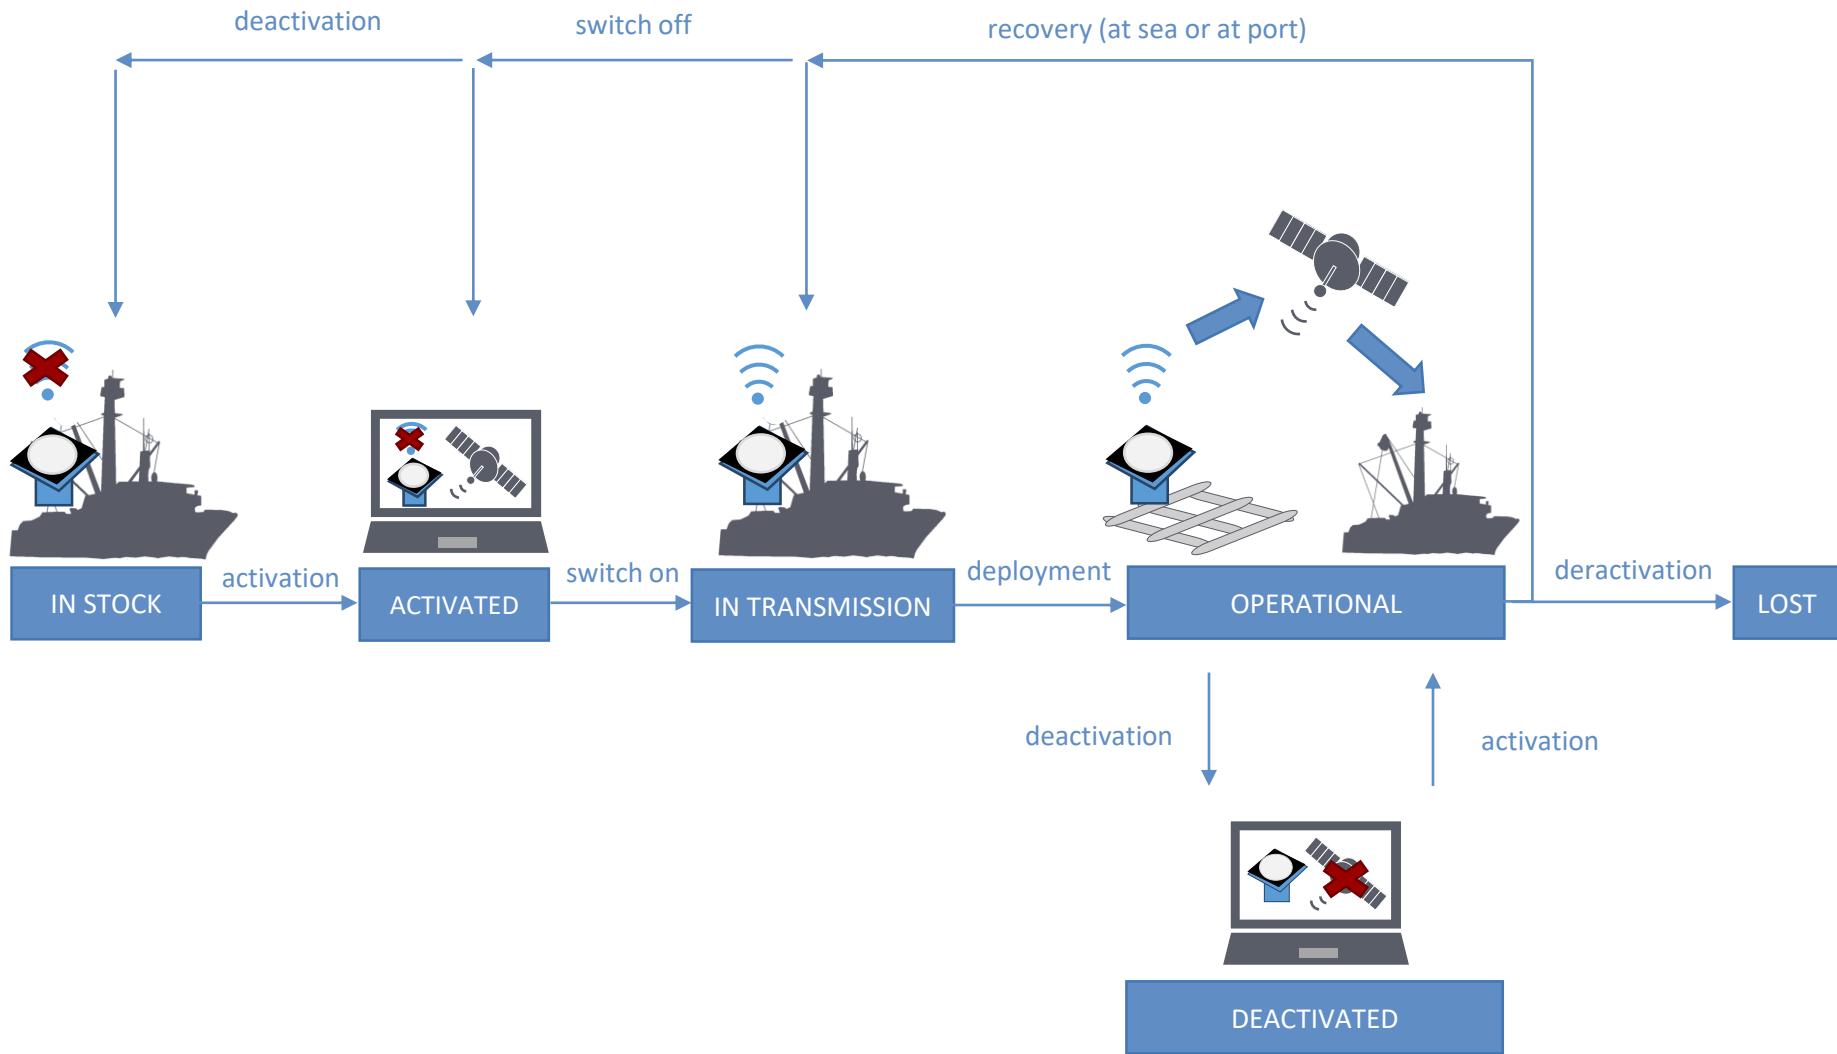 deactivation
switch off
recovery (at sea or at port)
IN STOCK
activation
ACTIVATED
switch on
IN TRANSMISSION
deployment
OPERATIONAL
deractivation
LOST
deactivation
activation
DEACTIVATED